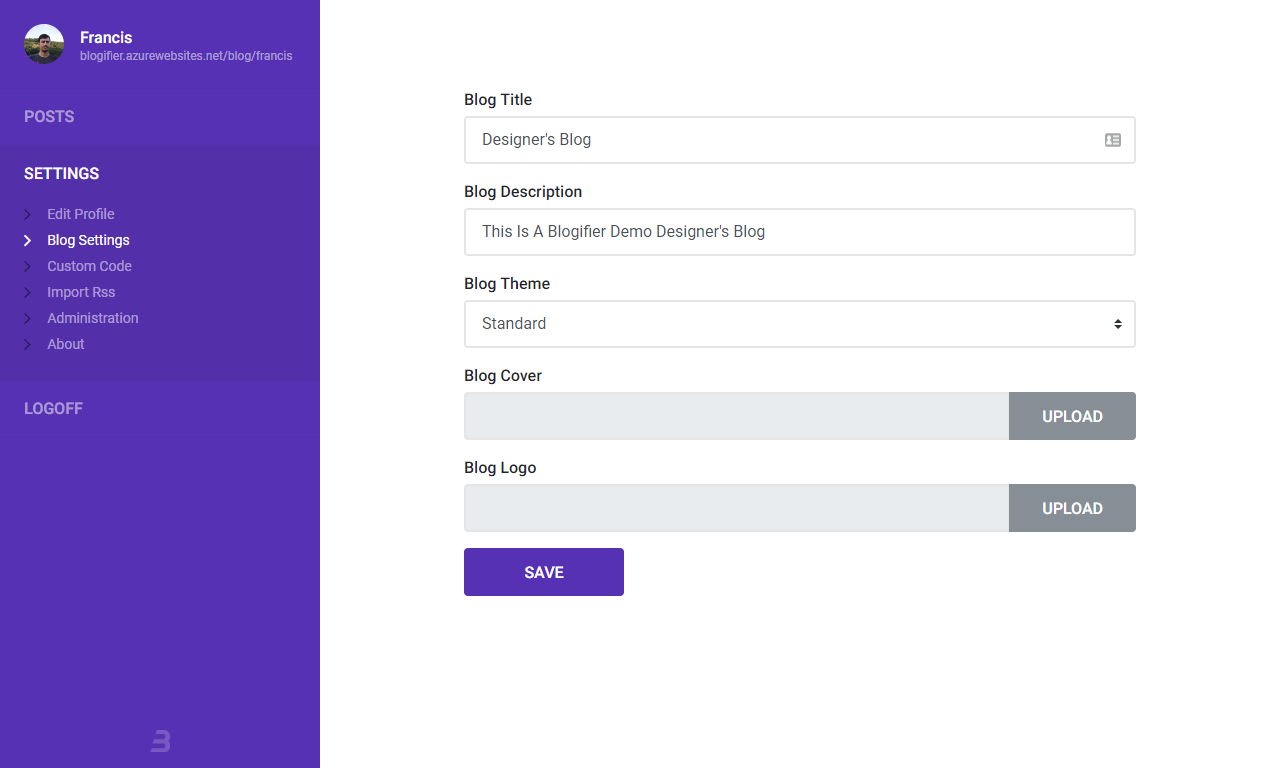 Francis
blogifier.azurewebsites.net/blog/francis
POSTS
SETTINGS
Edit Profile
Blog Settings
Custom Code
Import Rss
Administration
About
LOGOFF
Blog Title
Designer's Blog
Blog Description
This Is A Blogifier Demo Designer's Blog
Blog Theme
Standard
Blog Cover
UPLOAD
Blog Logo
UPLOAD
SAVE